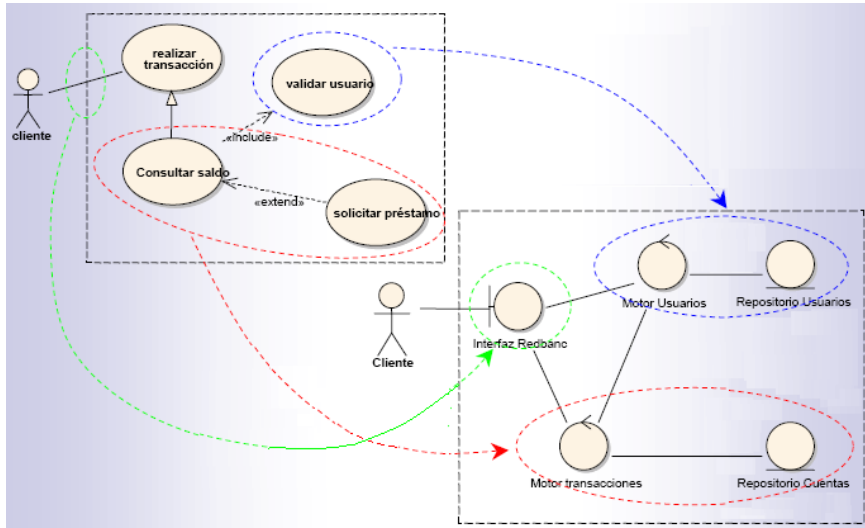 realizar
transacción
validar usuario
cliente
«include»
Consultar saldo
«extend»
solicitar préstamo
Motor Usuarios
Repositorio Usuarios
Interfaz Redbanc
Cliente
Motor transacciones
Repositorio Cuentas